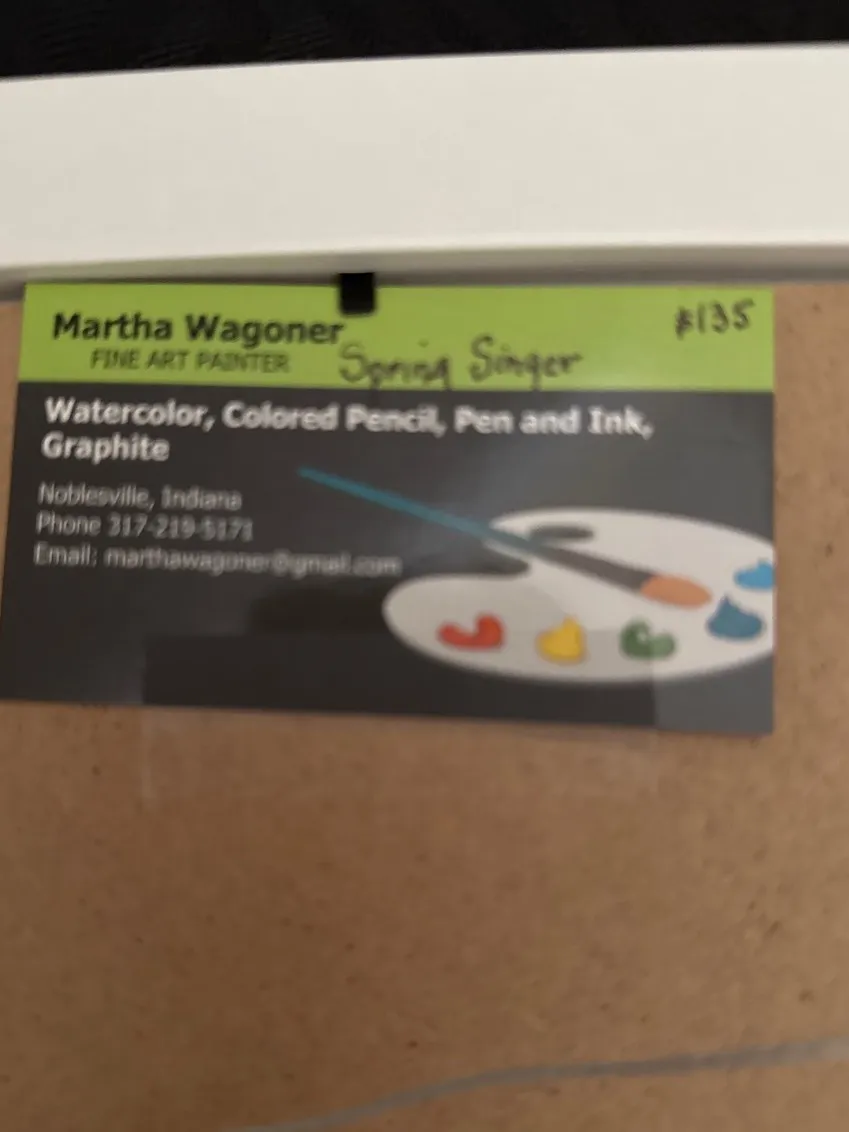 Martha Wagoner
FINE ART PAINTER
Spring Singer
$135
Watercolor, Colored Pencil, Pen and Ink,
Graphite
Noblesville, Indiana
Phone 317-219-5171
Email: marthawagoner@gmail.com